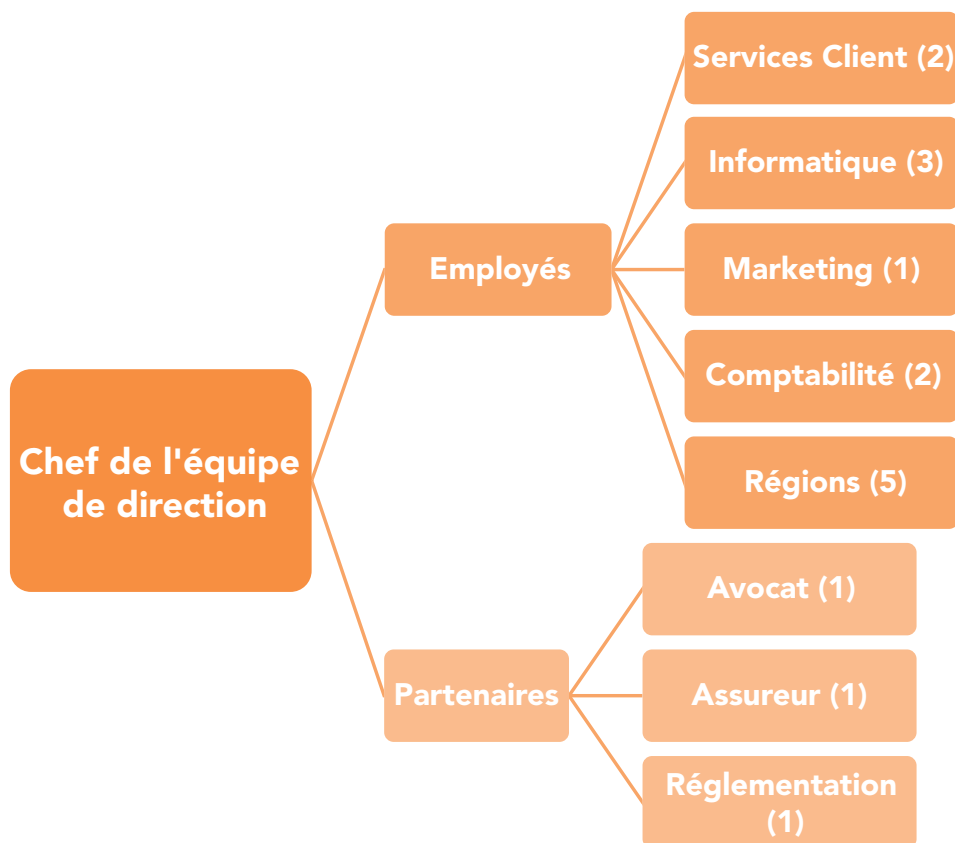 Services Client (2)
Informatique (3)
Employés
Marketing (1)
Comptabilité (2)
Chef de l'équipe
de direction
Régions (5)
Avocat (1)
Partenaires
Assureur (1)
Réglementation
(1)